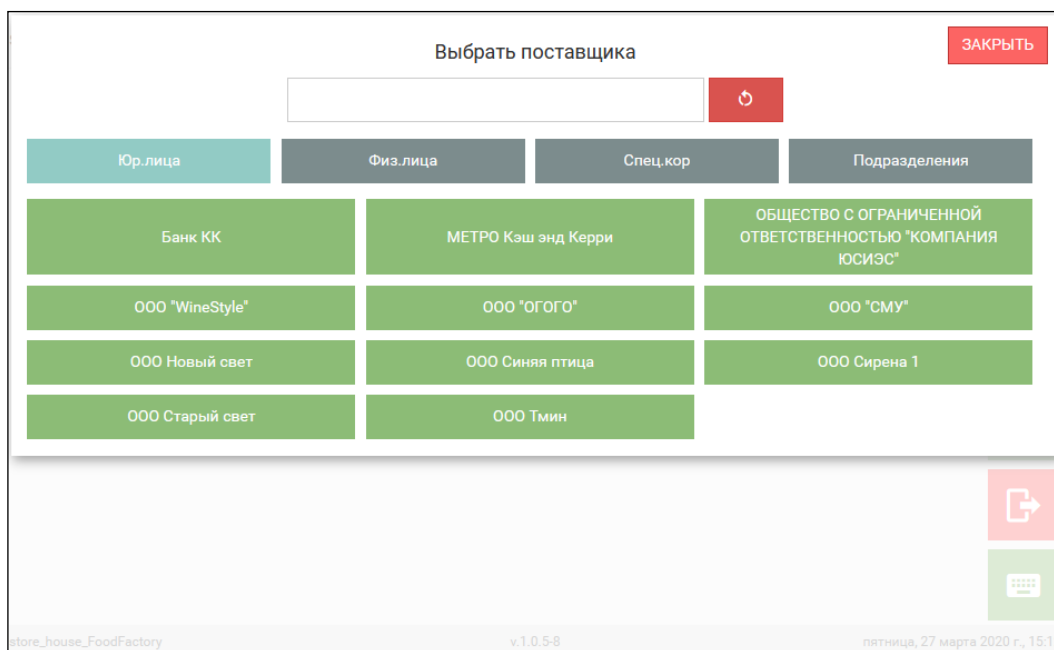 ЗАКРЫТЬ
Выбрать поставщика
Юр.лица
Физ.лица
Спец.кор
Подразделения
Банк КК
МЕТРО Кэш энд Керри
ОБЩЕСТВО С ОГРАНИЧЕННОЙ
ОТВЕТСТВЕННОСТЬЮ "КОМПАНИЯ
ЮСИЭС"
ООО "WineStyle"
ООО "ОГОГО"
ООО "СМУ"
ООО Новый свет
ООО Синяя птица
ООО Сирена 1
ООО Старый свет
ООО Тмин
store_house_FoodFactory
v.1.0.5-8
пятница, 27 марта 2020 г., 15:1